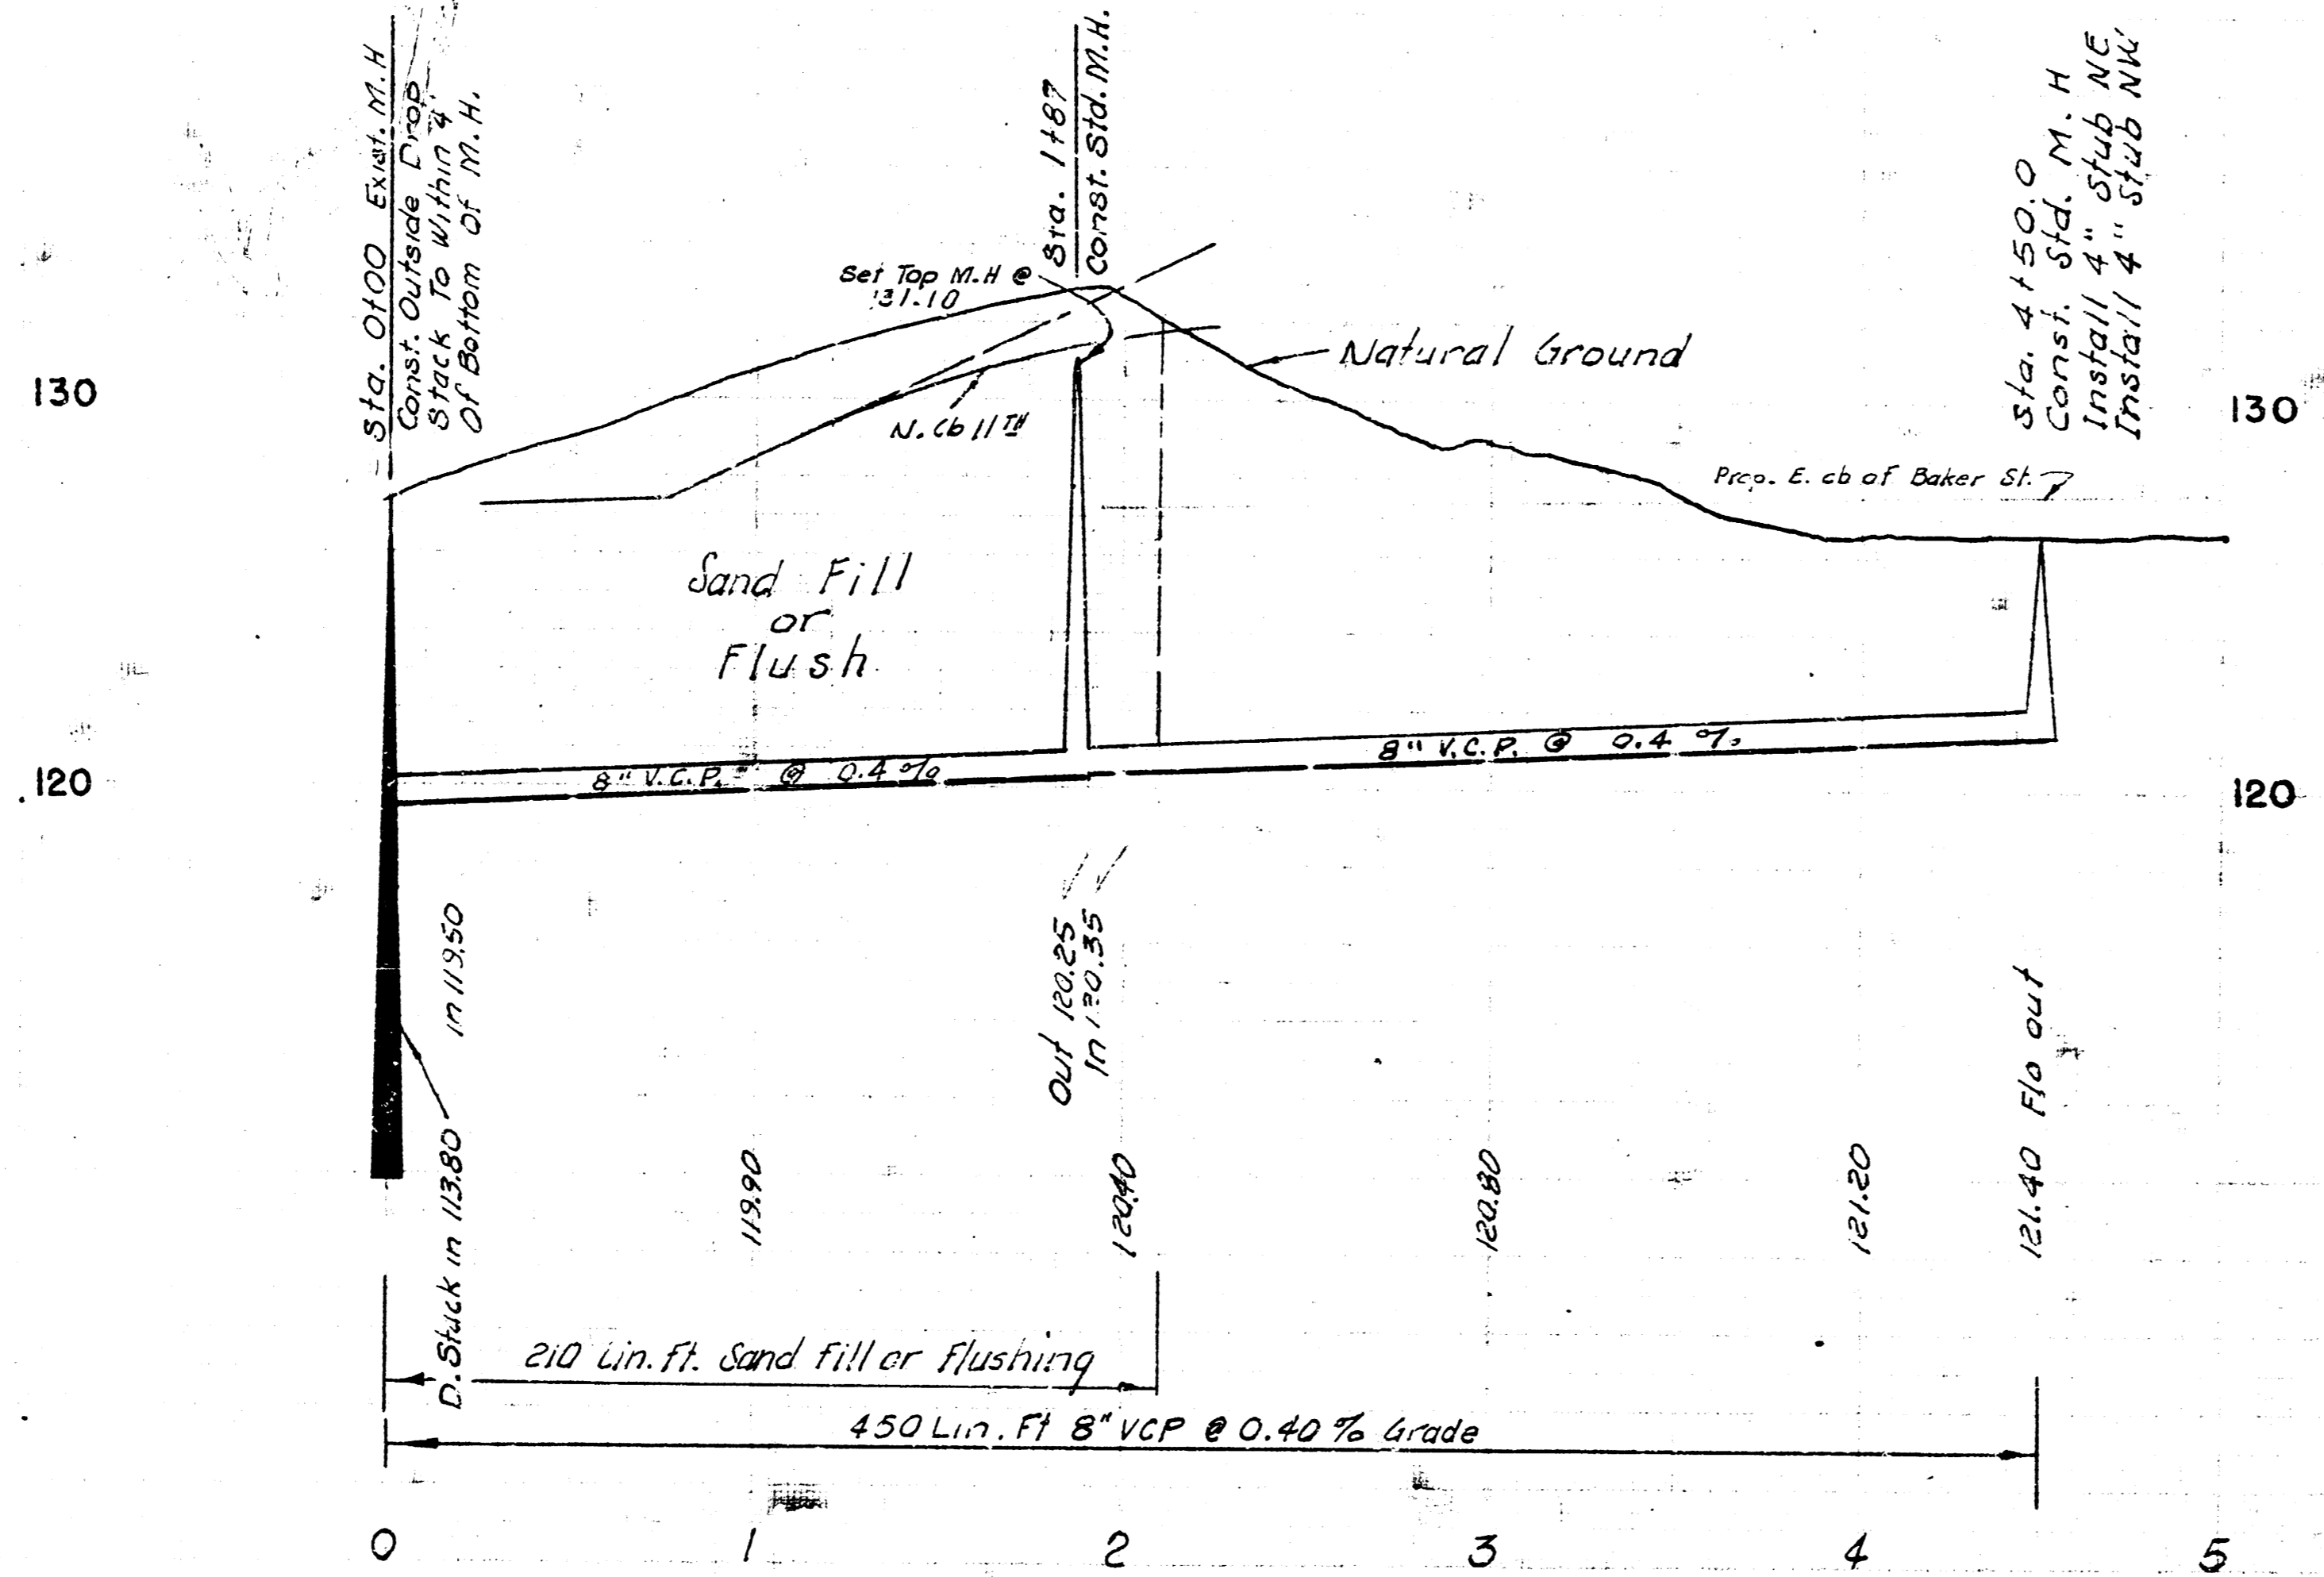 Sta. 0+00 Exist. M.H
Const. Outside Drop
Stack To Within 4'
Of Bottom Of M.H.
Sta. 1+87
Const. Std. M.H.
Sta. 4+50.0
Const. Std. M.H
Install 4" Stub NE
Install 4" Stub NW
Set Top M.H @
131.10
Natural Ground
130
130
N. Cb 11TH
Prop. E. cb of Baker St.
Sand Fill
or
Flush
8" V.C.P. @ 0.4 %
8" V.C.P. @ 0.4 %
120
120
in 119.50
D. Stack in 113.80
Out 120.25
In 120.35
119.90
120.40
120.80
121.20
121.40 Flo out
210 Lin. Ft. Sand Fill or Flushing
450 Lin. Ft 8" VCP @ 0.40 % Grade
0 1 2 3 4 5